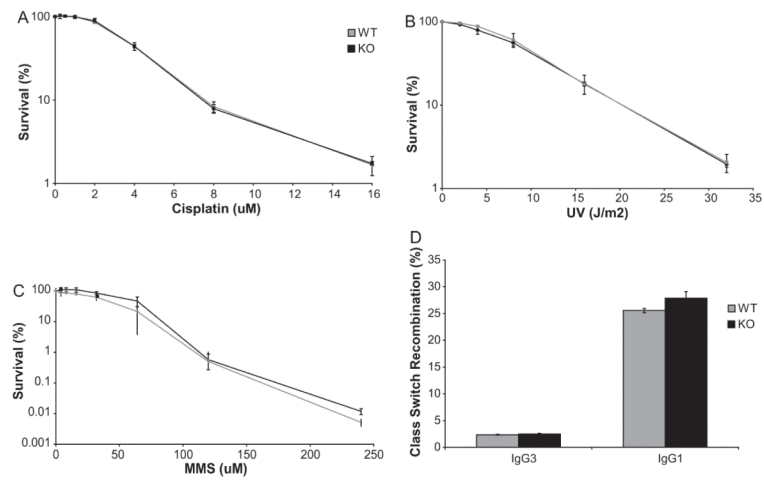 A
Survival (%)
100
10
1
0 2 4 6 8 10 12 14 16
Cisplatin (uM)
WT
KO
B
Survival (%)
100
10
1
0 5 10 15 20 25 30 35
UV (J/m2)
C
Survival (%)
100
10
1
0.1
0.01
0.001
0 50 100 150 200 250
MMS (uM)
D
Class Switch Recombination (%)
35
30
25
20
15
10
5
0
IgG3 IgG1
WT
KO